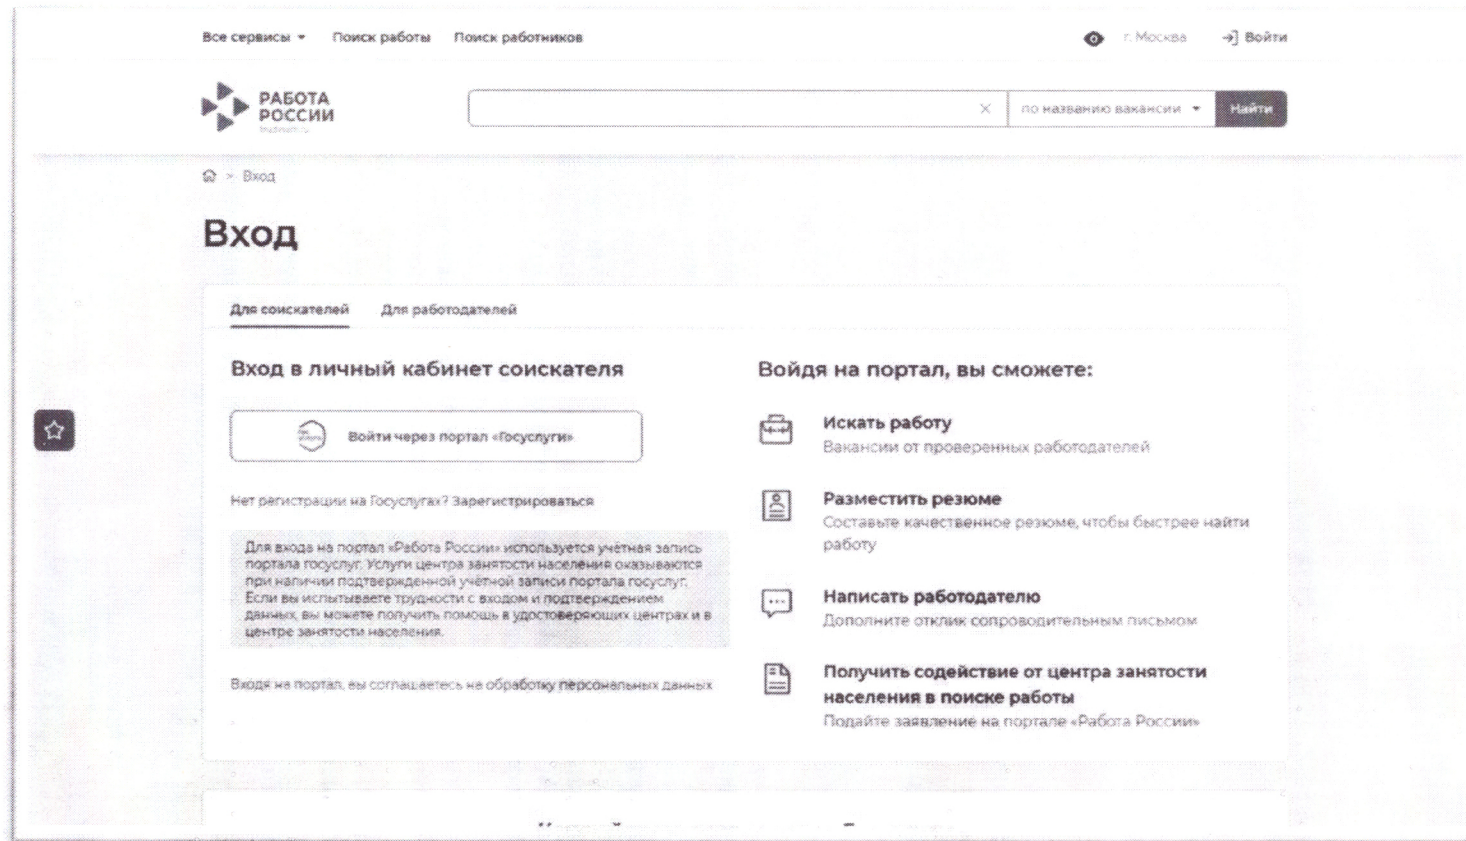 Все сервисы Поиск работы Поиск работников г. Москва Войти
РАБОТА
РОССИИ
по названию вакансии Найти
> Вход
Вход
Для соискателей Для работодателей
Вход в личный кабинет соискателя
Войти через портал «Госуслуги»
Нет регистрации на Госуслугах? Зарегистрироваться
Для входа на портал «Работа России» используется учётная запись
портала госуслуг. Услуги центра занятости населения оказываются
при наличии подтвержденной учётной записи портала госуслуг.
Если вы испытываете трудности с входом и подтверждением
данных, вы можете получить помощь в удостоверяющих центрах и в
центре занятости населения.
Входя на портал, вы соглашаетесь на обработку персональных данных
Войдя на портал, вы сможете:
Искать работу
Вакансии от проверенных работодателей
Разместить резюме
Составьте качественное резюме, чтобы быстрее найти
работу
Написать работодателю
Дополните отклик сопроводительным письмом
Получить содействие от центра занятости
населения в поиске работы
Подайте заявление на портале «Работа России»